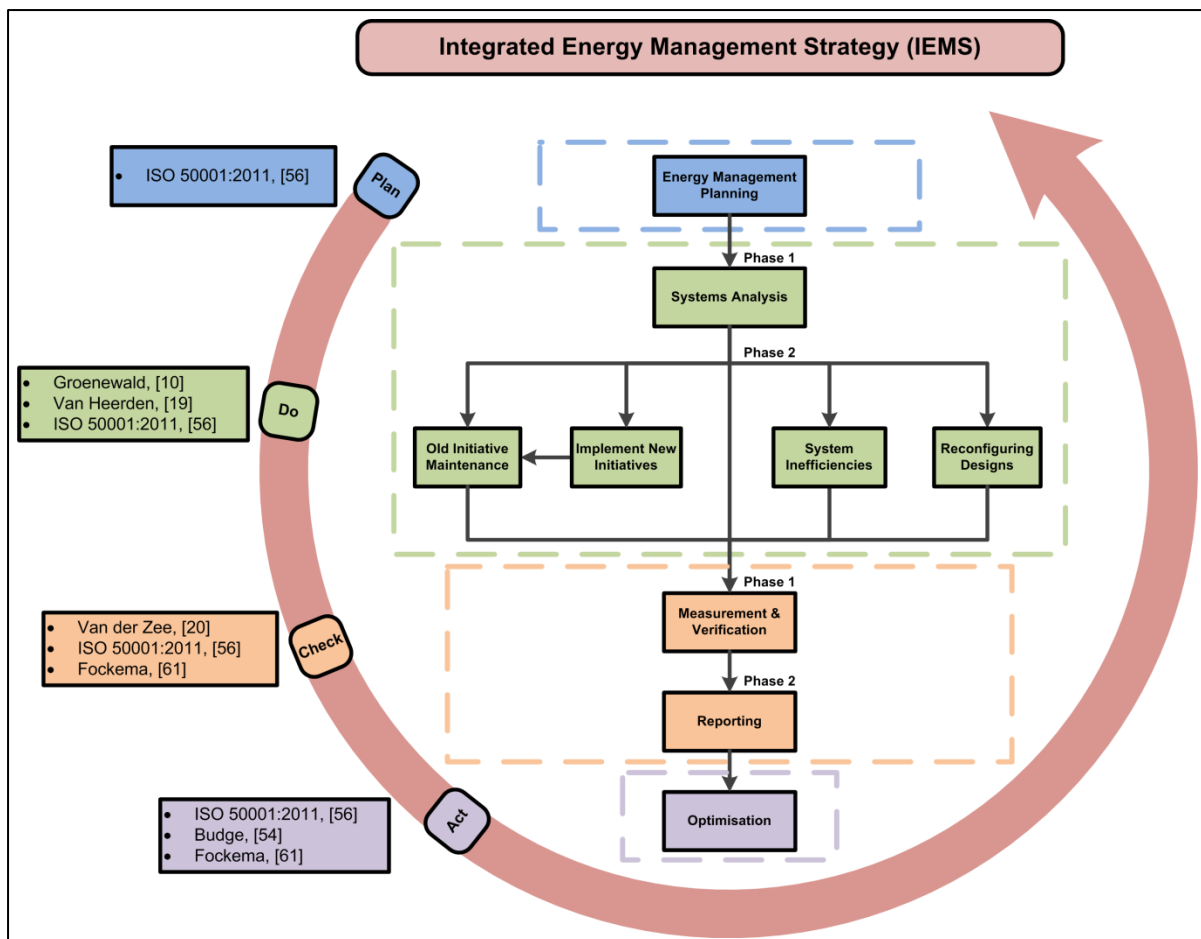 Integrated Energy Management Strategy (IEMS)
• ISO 50001:2011, [56]
Plan
Energy Management
Planning
Phase 1
Systems Analysis
Phase 2
• Groenewald, [10]
• Van Heerden, [19]
• ISO 50001:2011, [56]
Do
Old Initiative
Maintenance
Implement New
Initiatives
System
Inefficiencies
Reconfiguring
Designs
Phase 1
Measurement &
Verification
• Van der Zee, [20]
• ISO 50001:2011, [56]
• Fockema, [61]
Check
Phase 2
Reporting
• ISO 50001:2011, [56]
• Budge, [54]
• Fockema, [61]
Act
Optimisation